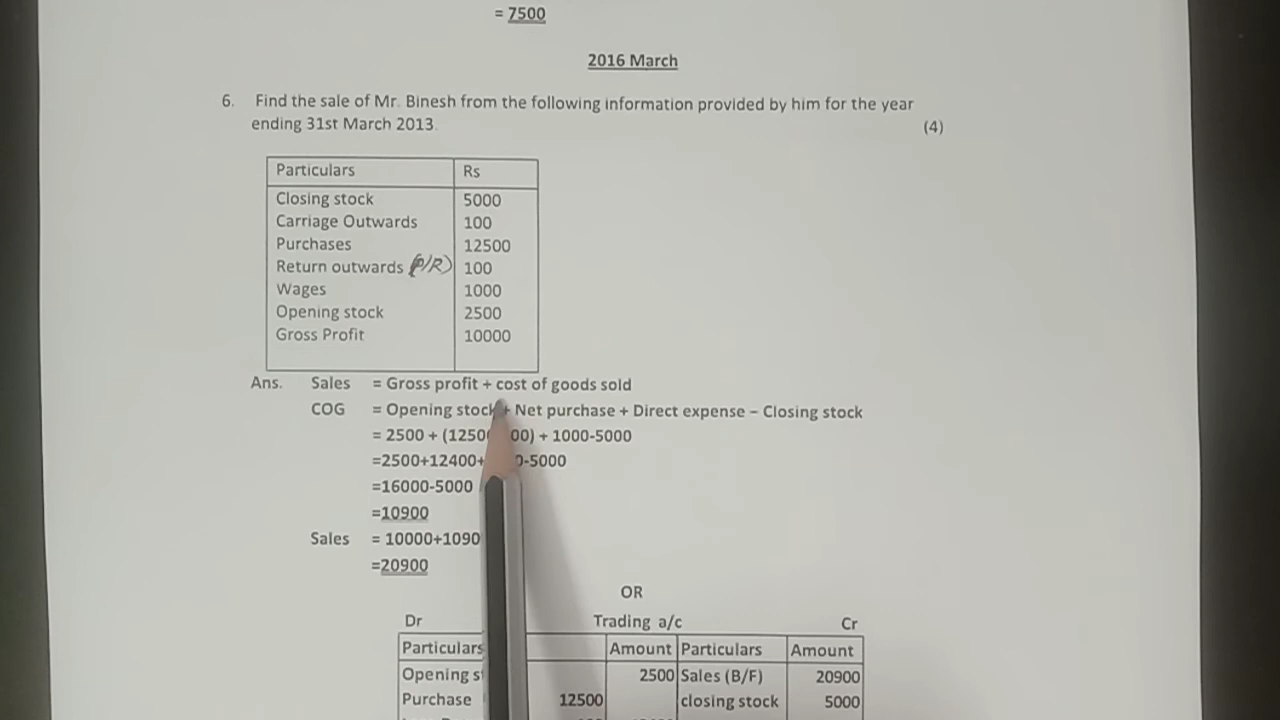 = 7500
2016 March
6. Find the sale of Mr. Binesh from the following information provided by him for the year
ending 31st March 2013.
(4)
Particulars Rs
Closing stock 5000
Carriage Outwards 100
Purchases 12500
Return outwards (P/R) 100
Wages 1000
Opening stock 2500
Gross Profit 10000
Ans. Sales = Gross profit + cost of goods sold
COG = Opening stock + Net purchase + Direct expense – Closing stock
= 2500 + (1250 00) + 1000-5000
=2500+12400+ 0-5000
=16000-5000
=10900
Sales = 10000+1090
=20900
OR
Dr Trading a/c Cr
Particulars Amount Particulars Amount
Opening st 2500 Sales (B/F) 20900
Purchase 12500 closing stock 5000